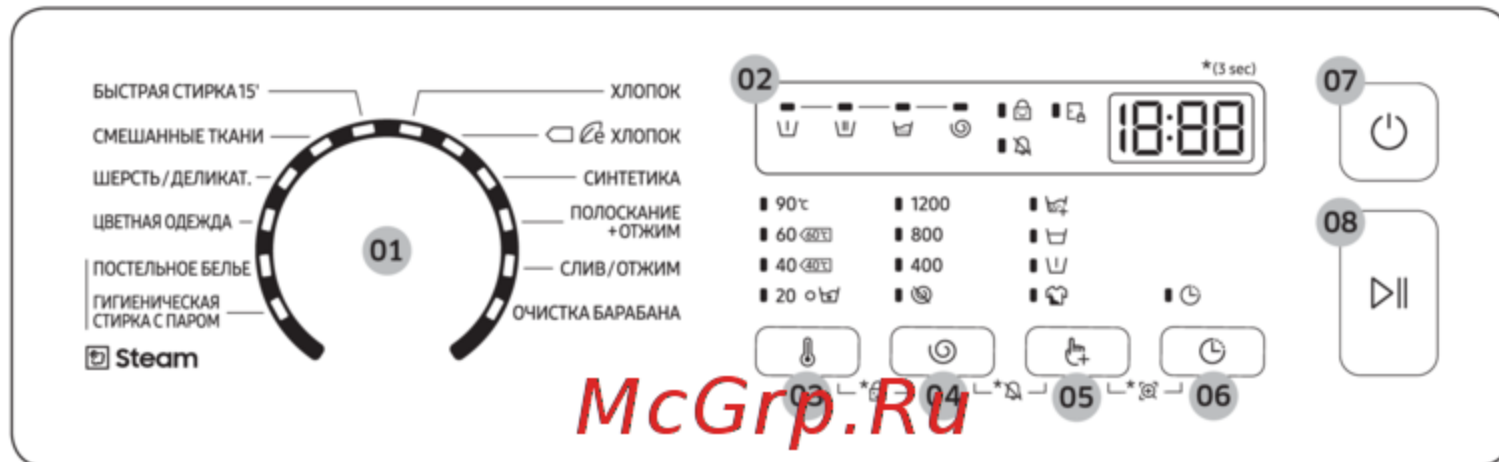 *(3 sec)
02
07
БЫСТРАЯ СТИРКА 15'
ХЛОПОК
СМЕШАННЫЕ ТКАНИ
ė ХЛОПОК
18:88
ШЕРСТЬ/ДЕЛИКАТ.
СИНТЕТИКА
ЦВЕТНАЯ ОДЕЖДА
ПОЛОСКАНИЕ
+ОТЖИМ
01
90℃ 1200
60 60℃ 800
08
ПОСТЕЛЬНОЕ БЕЛЬЕ
СЛИВ/ОТЖИМ
40 40℃ 400
ГИГИЕНИЧЕСКАЯ
СТИРКА С ПАРОМ
ОЧИСТКА БАРАБАНА
20
Steam
03 * 04 * 05 * 06
McGrp.Ru